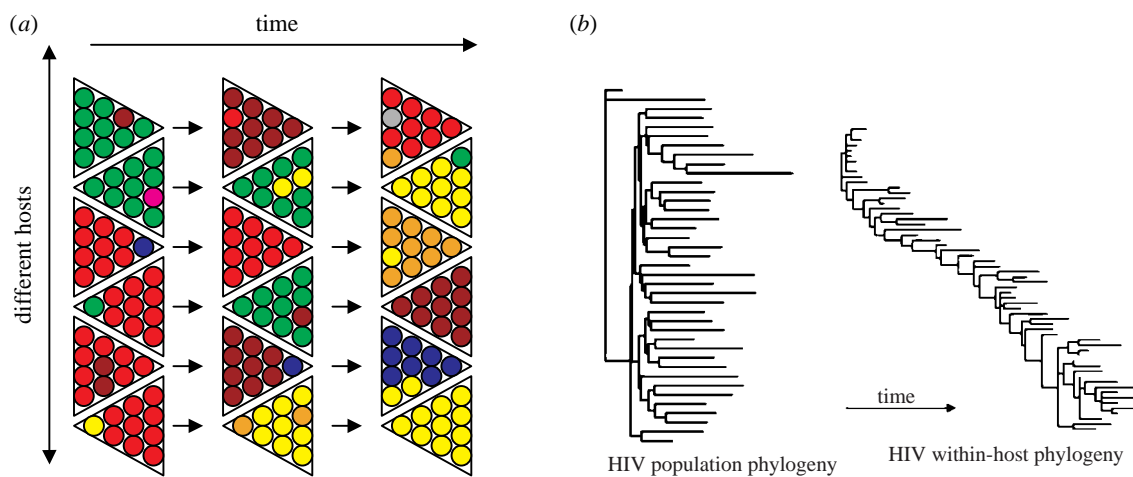 (a)
time
different hosts
(b)
time
HIV population phylogeny
HIV within-host phylogeny